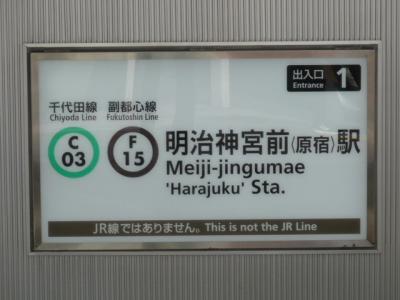 出入口 1
Entrance
千代田線 副都心線
Chiyoda Line Fukutoshin Line
C 03
F 15
明治神宮前〈原宿〉駅
Meiji-jingumae
'Harajuku' Sta.
JR線ではありません。This is not the JR Line